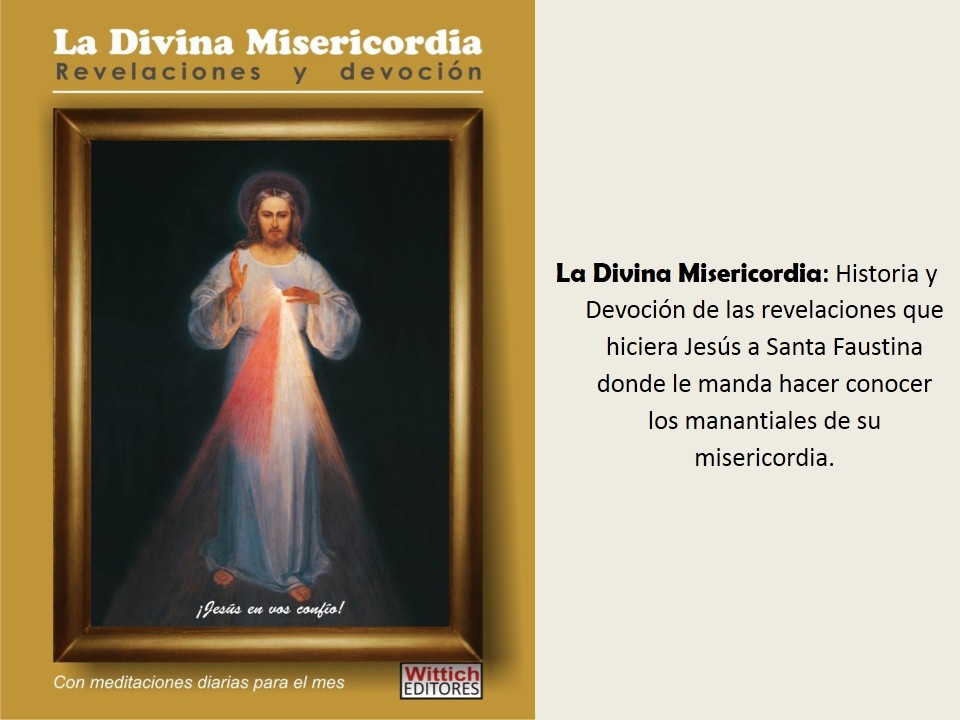 La Divina Misericordia
Revelaciones y devoción
¡Jesús en vos confío!
Con meditaciones diarias para el mes
Wittich
EDITORES
La Divina Misericordia: Historia y
Devoción de las revelaciones que
hiciera Jesús a Santa Faustina
donde le manda hacer conocer
los manantiales de su
misericordia.